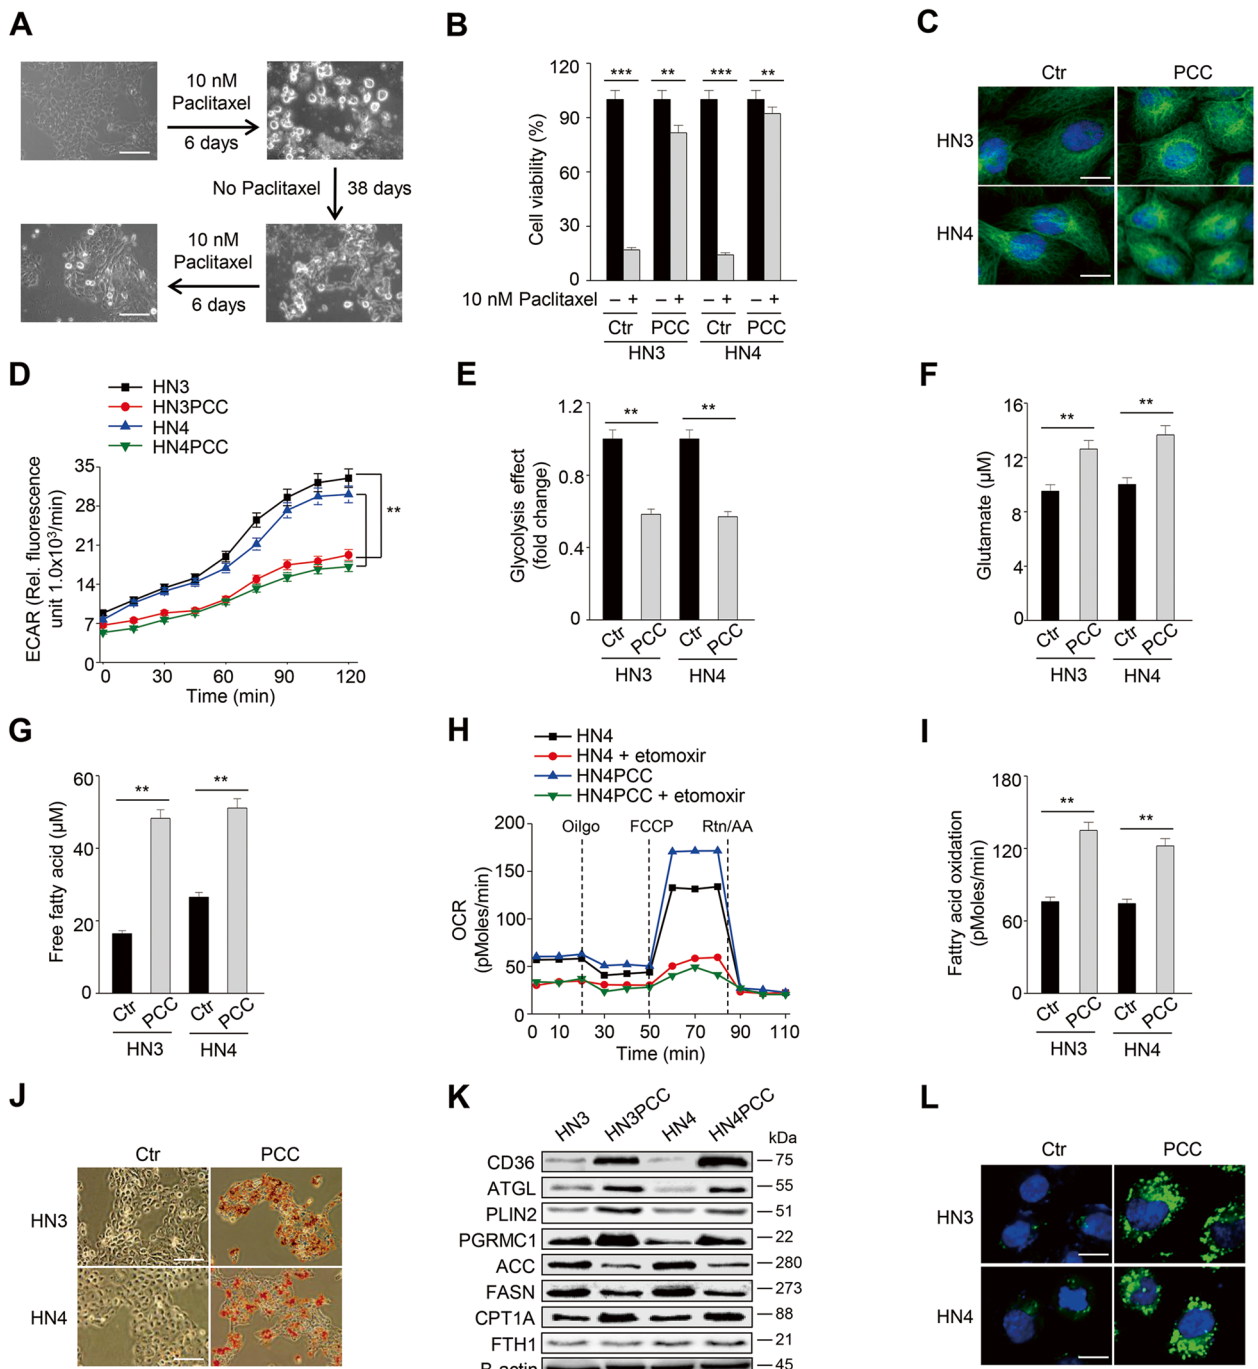 A
10 nM
Paclitaxel
6 days
No Paclitaxel
38 days
10 nM
Paclitaxel
6 days
B
Cell viability (%)
120
90
60
30
0
*** ** *** **
10 nM Paclitaxel − + − + − + − +
Ctr PCC Ctr PCC
HN3 HN4
C
Ctr PCC
HN3
HN4
D
HN3
HN3PCC
HN4
HN4PCC
ECAR (Rel. fluorescence
unit 1.0x10³/min)
35
28
21
14
7
0
**
0 30 60 90 120
Time (min)
E
Glycolysis effect
(fold change)
1.2
0.8
0.4
0
** **
Ctr PCC Ctr PCC
HN3 HN4
F
Glutamate (μM)
16
12
8
4
0
** **
Ctr PCC Ctr PCC
HN3 HN4
G
Free fatty acid (μM)
60
40
20
0
** **
Ctr PCC Ctr PCC
HN3 HN4
H
HN4
HN4 + etomoxir
HN4PCC
HN4PCC + etomoxir
OCR
(pMoles/min)
200
150
100
50
0
Oilgo FCCP Rtn/AA
0 10 30 50 70 90 110
Time (min)
I
Fattry acid oxidation
(pMoles/min)
180
120
60
0
** **
Ctr PCC Ctr PCC
HN3 HN4
J
Ctr PCC
HN3
HN4
K
HN3 HN3PCC HN4 HN4PCC
kDa
CD36 75
ATGL 55
PLIN2 51
PGRMC1 22
ACC 280
FASN 273
CPT1A 88
FTH1 21
β-actin 45
L
Ctr PCC
HN3
HN4